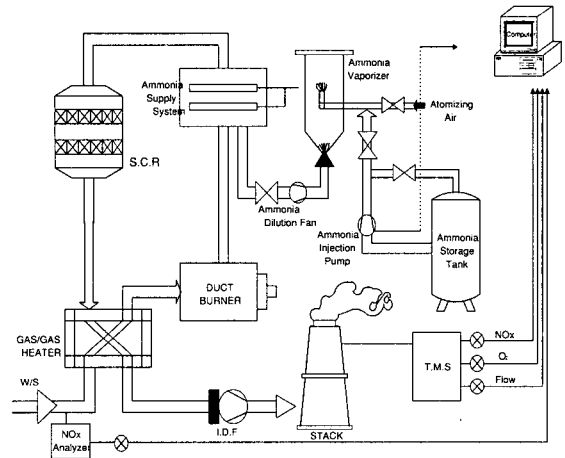 Computer
Ammonia
Supply
System
Ammonia
Vaporizer
Atomizing
Air
S.C.R
Ammonia
Dilution Fan
Ammonia
Injection
Pump
Ammonia
Storage
Tank
DUCT
BURNER
GAS/GAS
HEATER
W/S
NOx
Analyzer
I.D.F
STACK
T.M.S
NOx
O₂
Flow